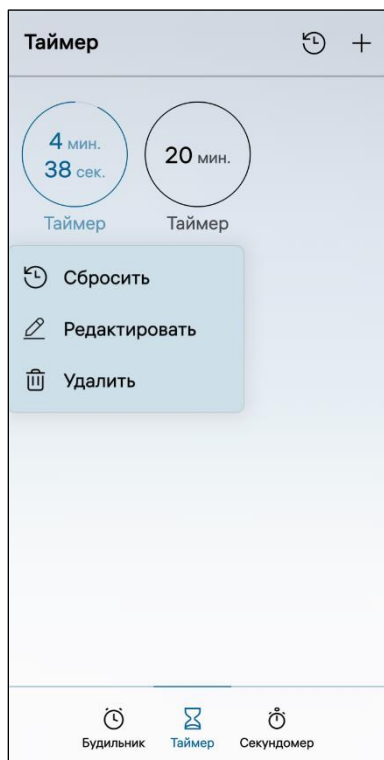 Таймер
4 мин.
38 сек.
20 мин.
Таймер
Таймер
Сбросить
Редактировать
Удалить
Будильник
Таймер
Секундомер